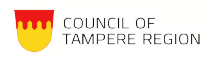 COUNCIL OF
TAMPERE REGION